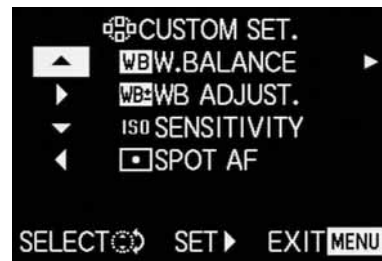 CUSTOM SET.
WB W.BALANCE
WB± WB ADJUST.
ISO SENSITIVITY
SPOT AF
SELECT SET EXIT MENU